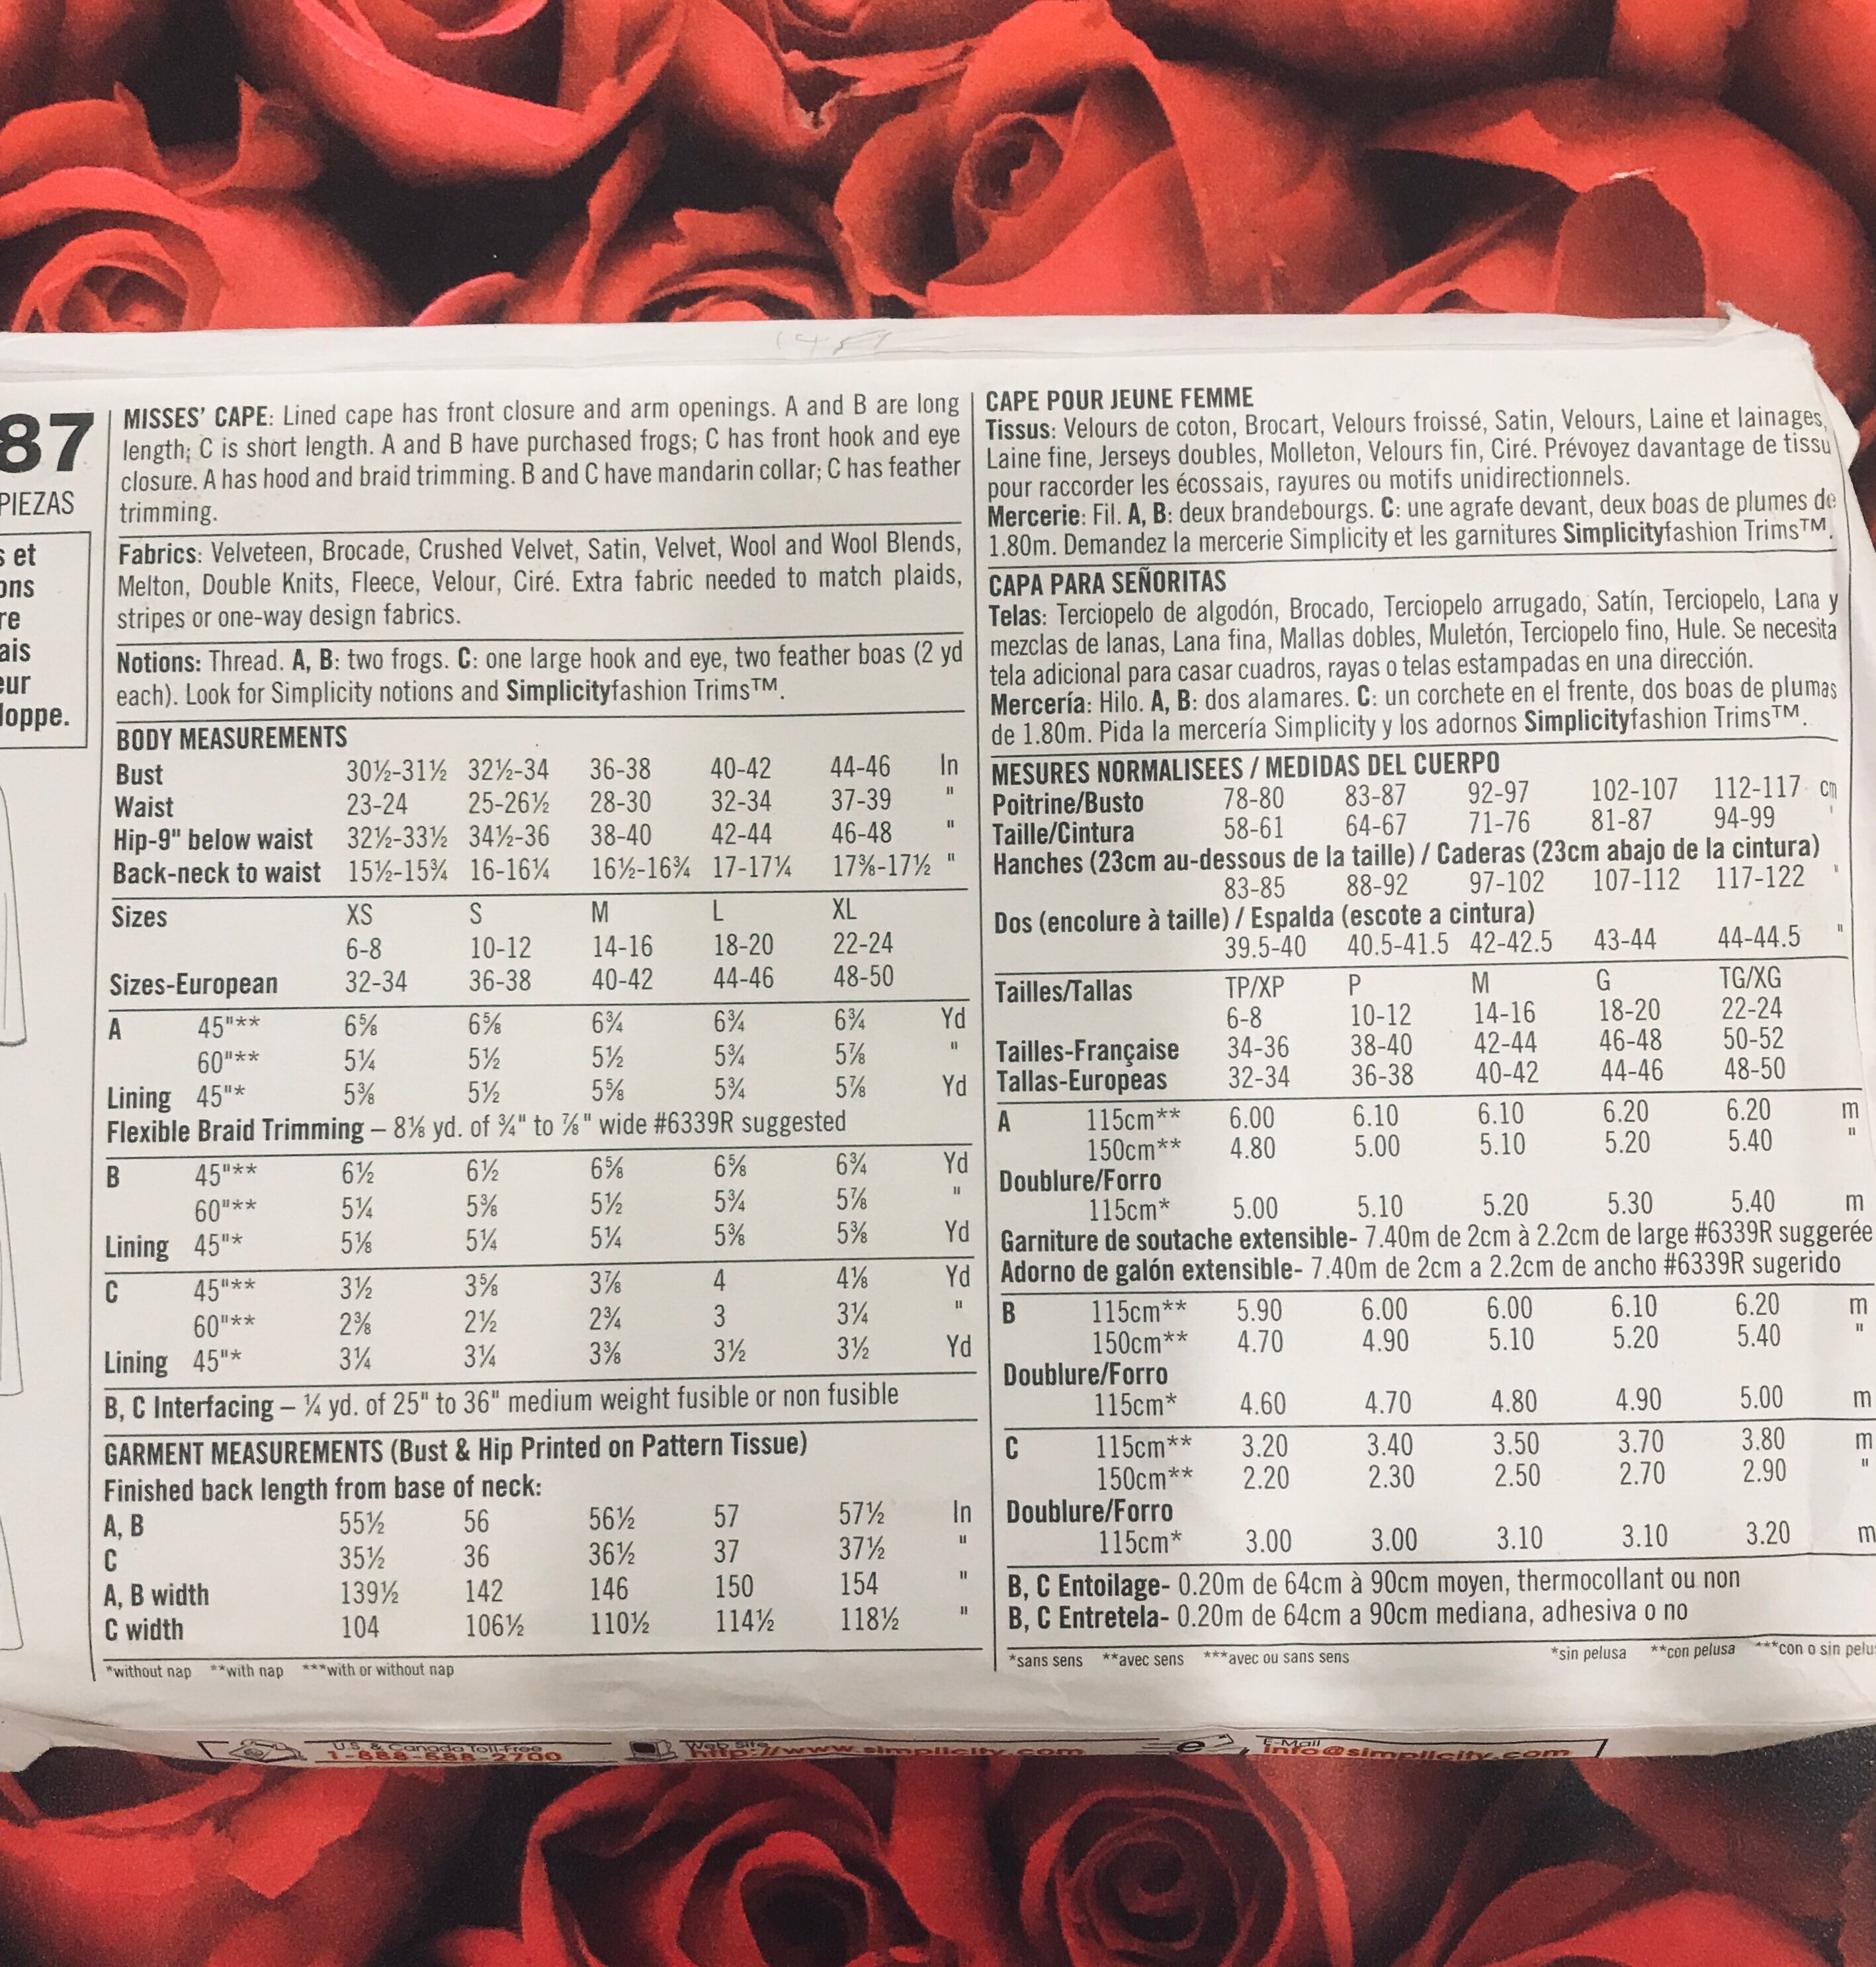 87
PIEZAS
s et
ons
re
ais
eur
loppe.
MISSES' CAPE: Lined cape has front closure and arm openings. A and B are long
length; C is short length. A and B have purchased frogs; C has front hook and eye
closure. A has hood and braid trimming. B and C have mandarin collar; C has feather
trimming.
Fabrics: Velveteen, Brocade, Crushed Velvet, Satin, Velvet, Wool and Wool Blends,
Melton, Double Knits, Fleece, Velour, Ciré. Extra fabric needed to match plaids,
stripes or one-way design fabrics.
Notions: Thread. A, B: two frogs. C: one large hook and eye, two feather boas (2 yd
each). Look for Simplicity notions and Simplicityfashion Trims™.
BODY MEASUREMENTS
Bust 30½-31½ 32½-34 36-38 40-42 44-46 In
Waist 23-24 25-26½ 28-30 32-34 37-39 "
Hip-9" below waist 32½-33½ 34½-36 38-40 42-44 46-48 "
Back-neck to waist 15½-15¾ 16-16¼ 16½-16¾ 17-17¼ 17⅜-17½ "
Sizes XS S M L XL
6-8 10-12 14-16 18-20 22-24
Sizes-European 32-34 36-38 40-42 44-46 48-50
A 45"** 6⅝ 6⅝ 6¾ 6¾ 6¾ Yd
60"** 5¼ 5½ 5½ 5¾ 5⅞ "
Lining 45"* 5⅜ 5½ 5⅝ 5¾ 5⅞ Yd
Flexible Braid Trimming – 8⅛ yd. of ¾" to ⅞" wide #6339R suggested
B 45"** 6½ 6½ 6⅝ 6⅝ 6¾ Yd
60"** 5¼ 5⅜ 5½ 5¾ 5⅞ "
Lining 45"* 5⅛ 5¼ 5¼ 5⅜ 5⅜ Yd
C 45"** 3½ 3⅝ 3⅞ 4 4⅛ Yd
60"** 2⅜ 2½ 2¾ 3 3¼ "
Lining 45"* 3¼ 3¼ 3⅜ 3½ 3½ Yd
B, C Interfacing – ¼ yd. of 25" to 36" medium weight fusible or non fusible
GARMENT MEASUREMENTS (Bust & Hip Printed on Pattern Tissue)
Finished back length from base of neck:
A, B 55½ 56 56½ 57 57½ In
C 35½ 36 36½ 37 37½ "
A, B width 139½ 142 146 150 154 "
C width 104 106½ 110½ 114½ 118½ "
*without nap **with nap ***with or without nap
CAPE POUR JEUNE FEMME
Tissus: Velours de coton, Brocart, Velours froissé, Satin, Velours, Laine et lainages,
Laine fine, Jerseys doubles, Molleton, Velours fin, Ciré. Prévoyez davantage de tissu
pour raccorder les écossais, rayures ou motifs unidirectionnels.
Mercerie: Fil. A, B: deux brandebourgs. C: une agrafe devant, deux boas de plumes de
1.80m. Demandez la mercerie Simplicity et les garnitures Simplicityfashion Trims™.
CAPA PARA SEÑORITAS
Telas: Terciopelo de algodón, Brocado, Terciopelo arrugado, Satín, Terciopelo, Lana y
mezclas de lanas, Lana fina, Mallas dobles, Muletón, Terciopelo fino, Hule. Se necesita
tela adicional para casar cuadros, rayas o telas estampadas en una dirección.
Mercería: Hilo. A, B: dos alamares. C: un corchete en el frente, dos boas de plumas
de 1.80m. Pida la mercería Simplicity y los adornos Simplicityfashion Trims™.
MESURES NORMALISEES / MEDIDAS DEL CUERPO
Poitrine/Busto 78-80 83-87 92-97 102-107 112-117 cm
Taille/Cintura 58-61 64-67 71-76 81-87 94-99 "
Hanches (23cm au-dessous de la taille) / Caderas (23cm abajo de la cintura)
83-85 88-92 97-102 107-112 117-122 "
Dos (encolure à taille) / Espalda (escote a cintura)
39.5-40 40.5-41.5 42-42.5 43-44 44-44.5 "
Tailles/Tallas TP/XP P M G TG/XG
6-8 10-12 14-16 18-20 22-24
Tailles-Française 34-36 38-40 42-44 46-48 50-52
Tallas-Europeas 32-34 36-38 40-42 44-46 48-50
A 115cm** 6.00 6.10 6.10 6.20 6.20 m
150cm** 4.80 5.00 5.10 5.20 5.40 "
Doublure/Forro
115cm* 5.00 5.10 5.20 5.30 5.40 m
Garniture de soutache extensible- 7.40m de 2cm à 2.2cm de large #6339R suggerée
Adorno de galón extensible- 7.40m de 2cm a 2.2cm de ancho #6339R sugerido
B 115cm** 5.90 6.00 6.00 6.10 6.20 m
150cm** 4.70 4.90 5.10 5.20 5.40 "
Doublure/Forro
115cm* 4.60 4.70 4.80 4.90 5.00 m
C 115cm** 3.20 3.40 3.50 3.70 3.80 m
150cm** 2.20 2.30 2.50 2.70 2.90 "
Doublure/Forro
115cm* 3.00 3.00 3.10 3.10 3.20 m
B, C Entoilage- 0.20m de 64cm à 90cm moyen, thermocollant ou non
B, C Entretela- 0.20m de 64cm a 90cm mediana, adhesiva o no
*sans sens **avec sens ***avec ou sans sens *sin pelusa **con pelusa ***con o sin pelu
U.S. & Canada Toll-Free
1-888-588-2700
Web Site
http://www.simplicity.com
E-Mail
info@simplicity.com